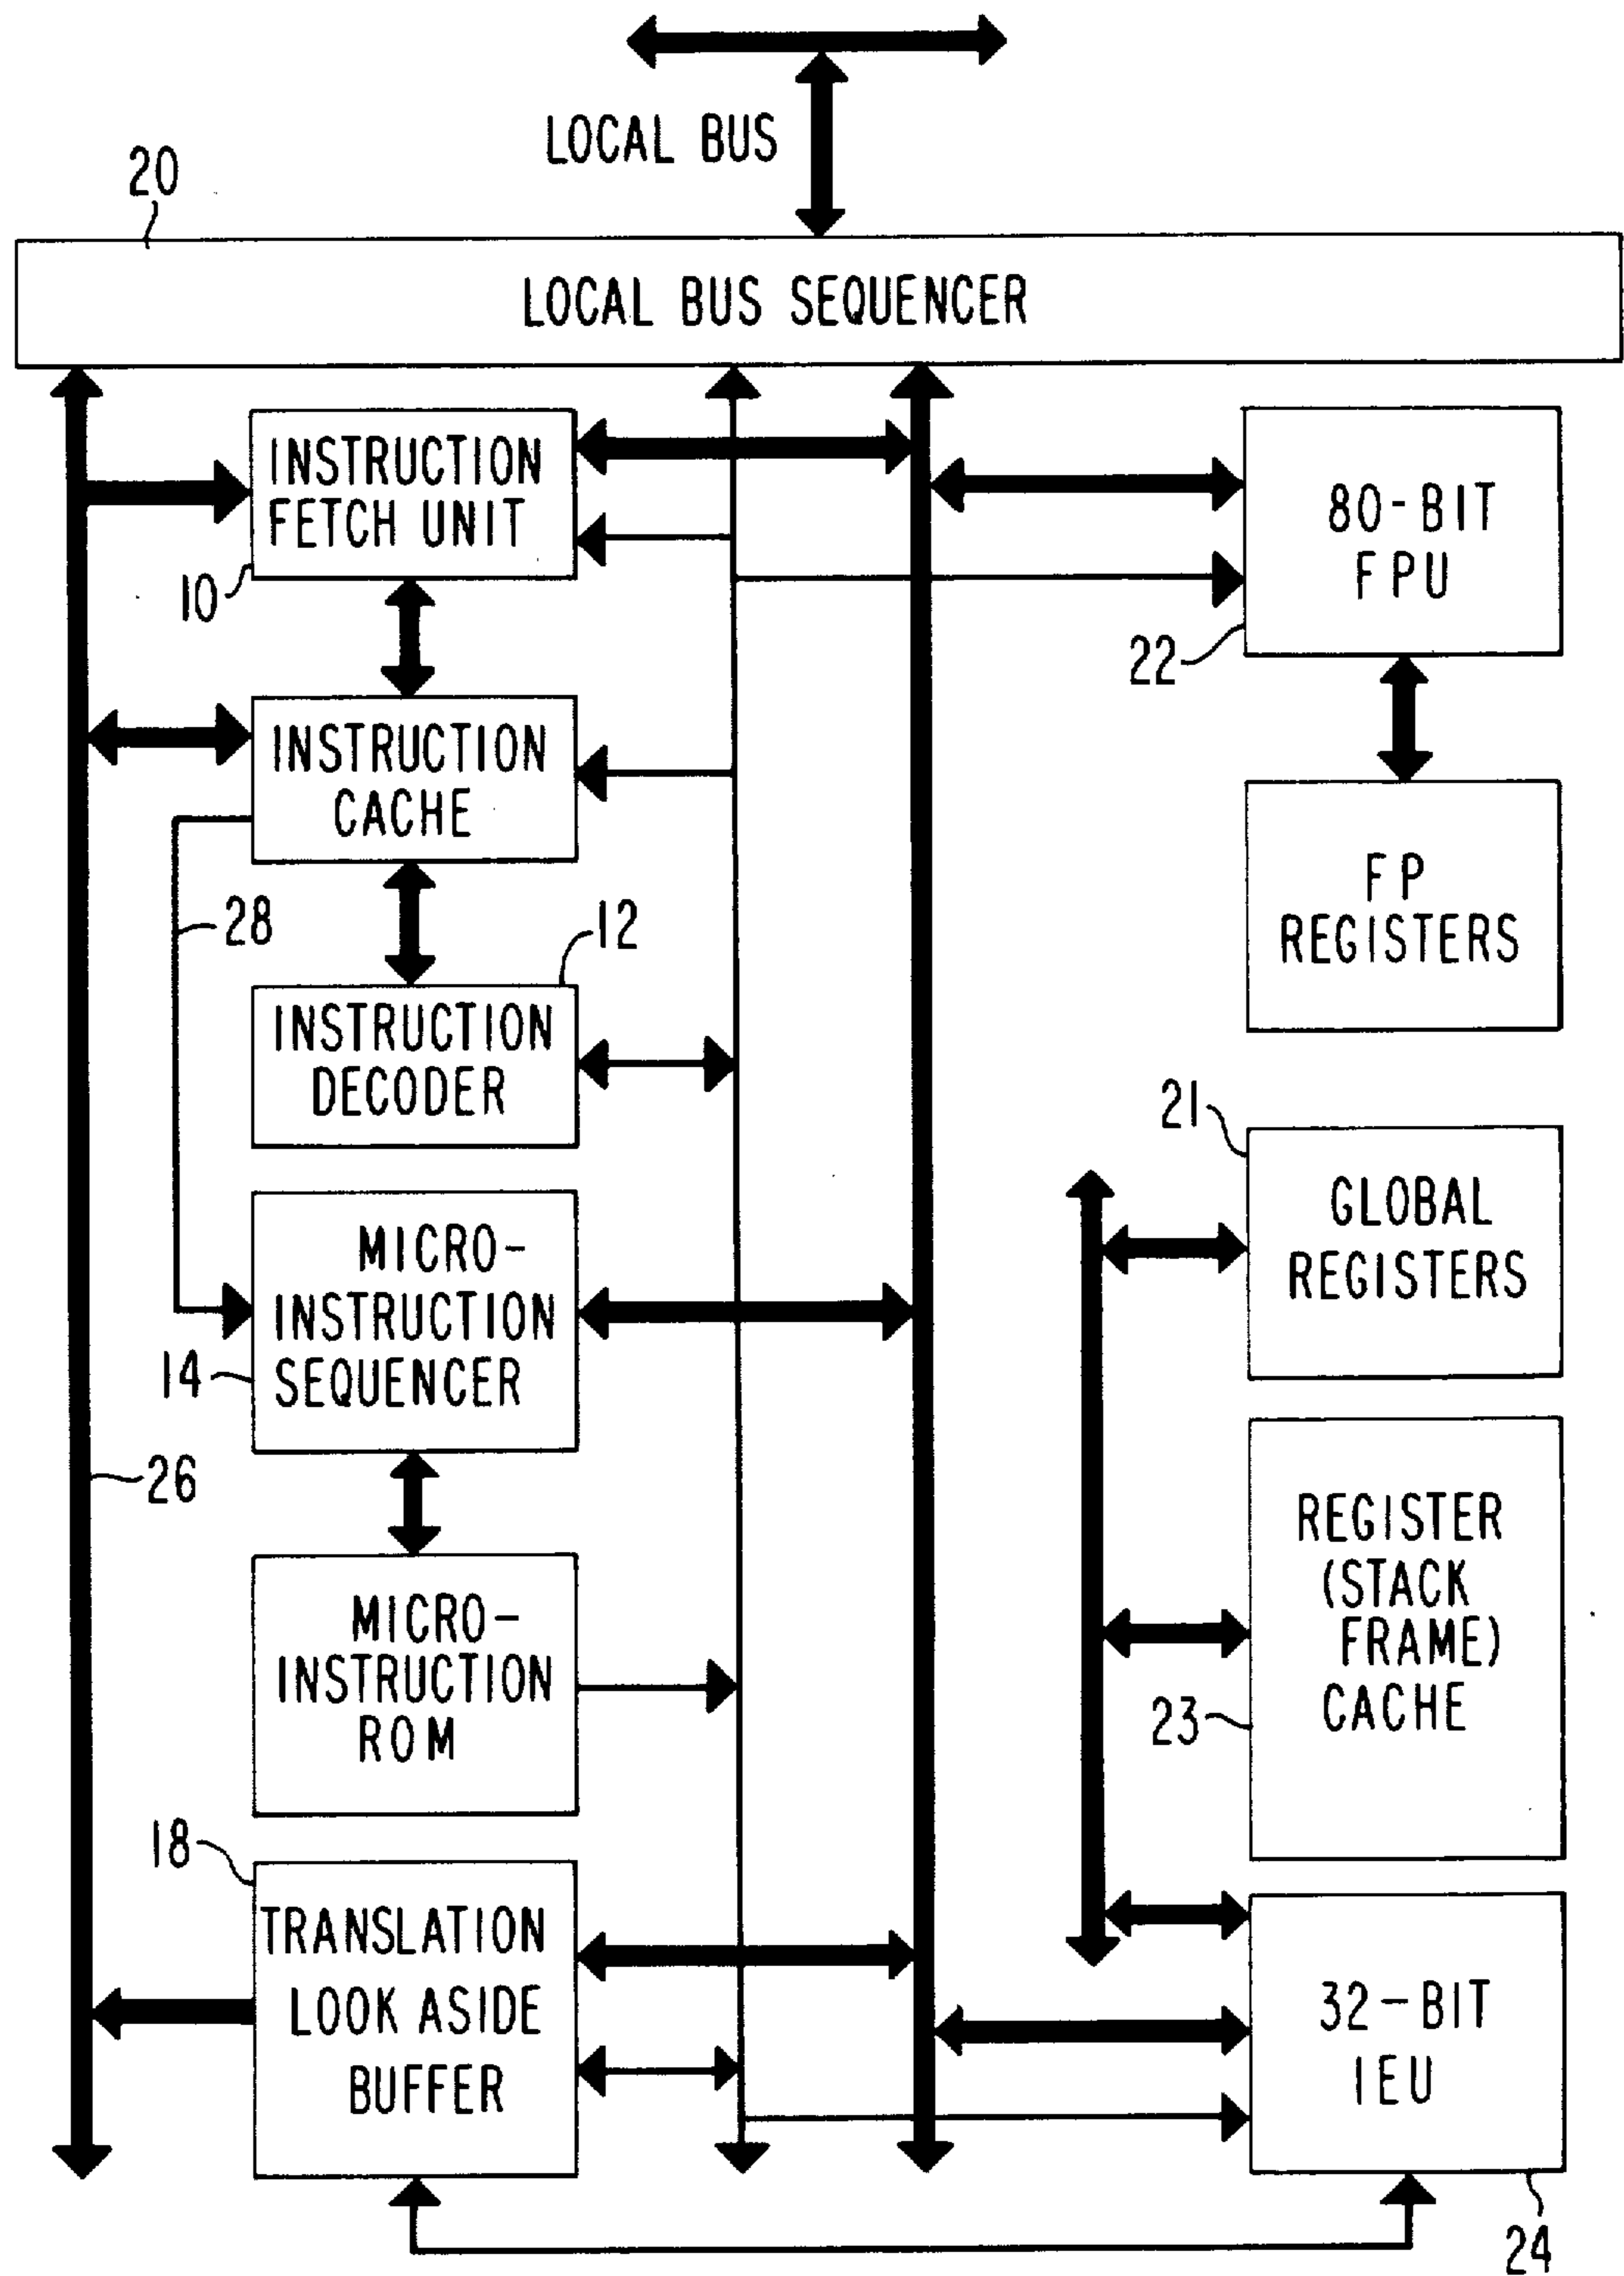 LOCAL BUS
20
LOCAL BUS SEQUENCER
INSTRUCTION
FETCH UNIT
10
80-BIT
FPU
22
INSTRUCTION
CACHE
28
FP
REGISTERS
12
INSTRUCTION
DECODER
21
GLOBAL
REGISTERS
MICRO-
INSTRUCTION
SEQUENCER
14
26
REGISTER
(STACK
FRAME)
CACHE
23
MICRO-
INSTRUCTION
ROM
18
TRANSLATION
LOOK ASIDE
BUFFER
32-BIT
IEU
24